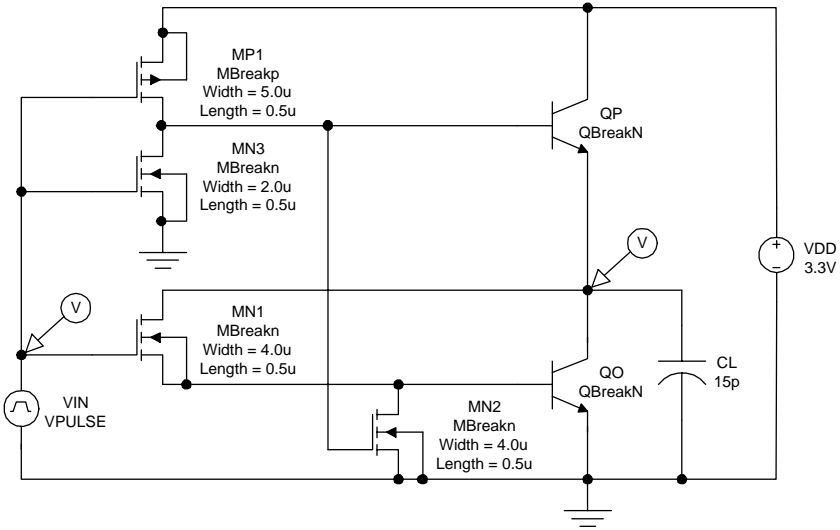 MP1
MBreakp
Width = 5.0u
Length = 0.5u
QP
QBreakN
MN3
MBreakn
Width = 2.0u
Length = 0.5u
V
+
−
VDD
3.3V
V
MN1
MBreakn
Width = 4.0u
Length = 0.5u
QO
QBreakN
CL
15p
VIN
VPULSE
MN2
MBreakn
Width = 4.0u
Length = 0.5u